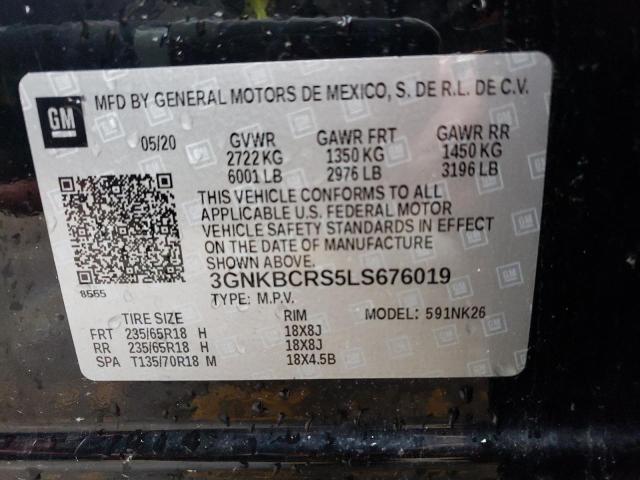 GM
MFD BY GENERAL MOTORS DE MEXICO, S. DE R.L. DE C.V.
05/20 GVWR GAWR FRT GAWR RR
2722 KG 1350 KG 1450 KG
6001 LB 2976 LB 3196 LB
THIS VEHICLE CONFORMS TO ALL
APPLICABLE U.S. FEDERAL MOTOR
VEHICLE SAFETY STANDARDS IN EFFECT
ON THE DATE OF MANUFACTURE
SHOWN ABOVE.
8565 3GNKBCRS5LS676019
TYPE: M.P.V.
TIRE SIZE RIM MODEL: 591NK26
FRT 235/65R18 H 18X8J
RR 235/65R18 H 18X8J
SPA T135/70R18 M 18X4.5B